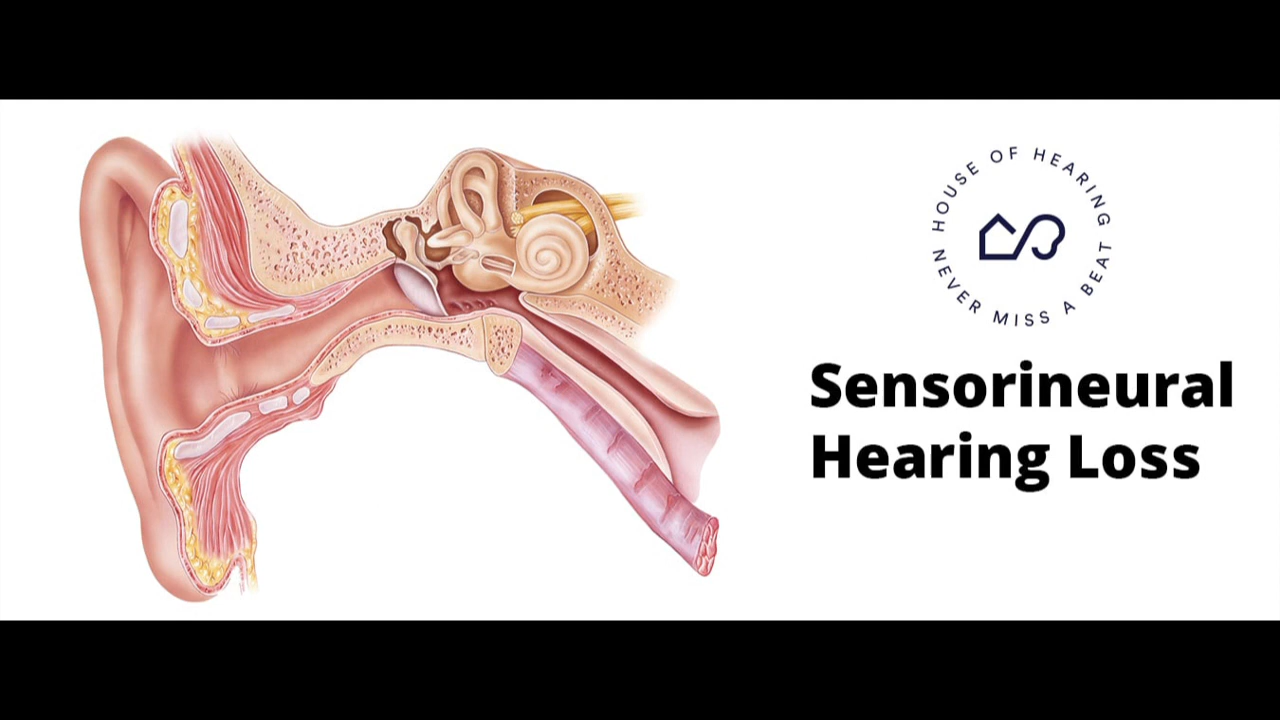 HOUSE OF HEARING
NEVER MISS A BEAT
Sensorineural
Hearing Loss